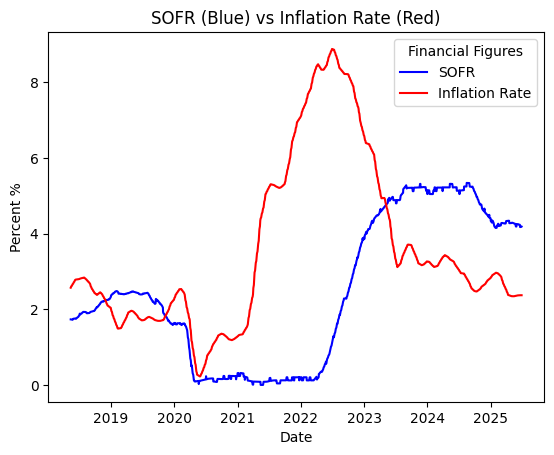 SOFR (Blue) vs Inflation Rate (Red)
Financial Figures
SOFR
Inflation Rate
Percent %
8
6
4
2
0
2019 2020 2021 2022 2023 2024 2025
Date